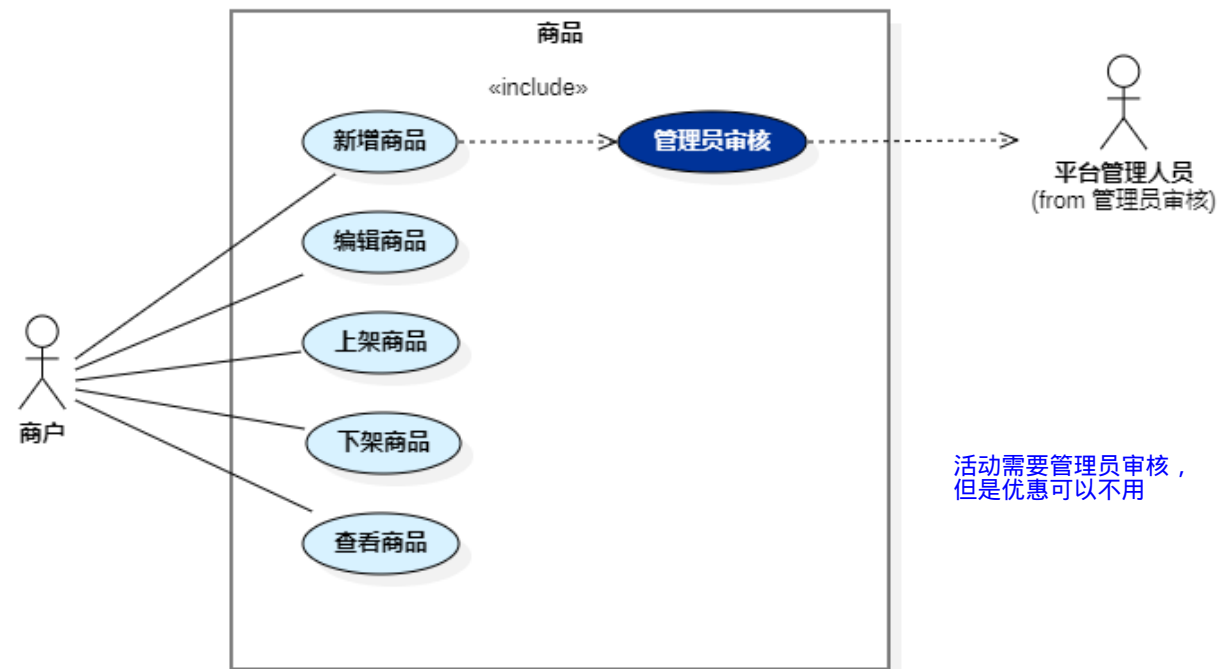 商品
«include»
新增商品
管理员审核
平台管理人员
(from 管理员审核)
编辑商品
上架商品
商户
下架商品
活动需要管理员审核，
但是优惠可以不用
查看商品